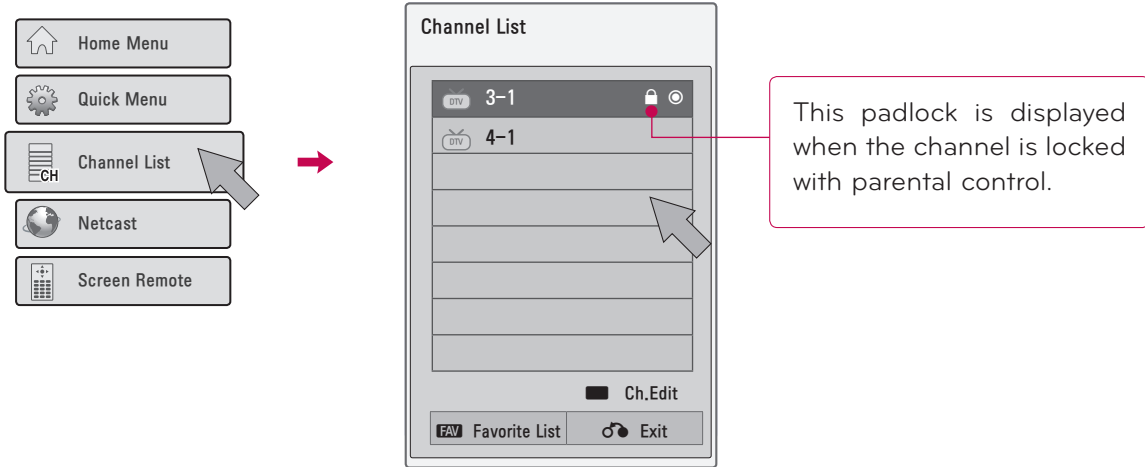 Home Menu
Quick Menu
CH
Channel List
Netcast
Screen Remote
Channel List
DTV 3-1
DTV 4-1
Ch.Edit
FAV Favorite List
Exit
This padlock is displayed
when the channel is locked
with parental control.